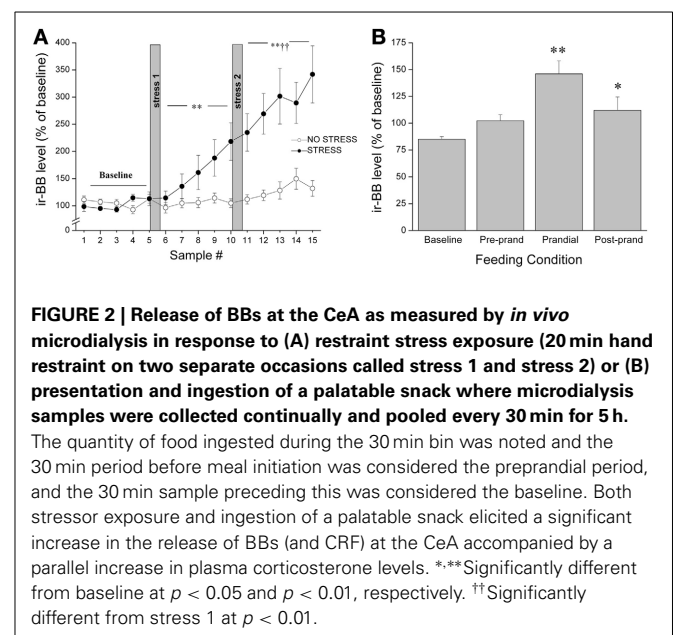 A
ir-BB level (% of baseline)
400
350
300
250
200
150
100
0
stress 1
stress 2
**
**††
NO STRESS
STRESS
Baseline
1 2 3 4 5 6 7 8 9 10 11 12 13 14 15
Sample #
B
ir-BB level (% of baseline)
175
150
125
100
75
50
25
0
**
*
Baseline Pre-prand Prandial Post-prand
Feeding Condition
FIGURE 2 | Release of BBs at the CeA as measured by in vivo
microdialysis in response to (A) restraint stress exposure (20 min hand
restraint on two separate occasions called stress 1 and stress 2) or (B)
presentation and ingestion of a palatable snack where microdialysis
samples were collected continually and pooled every 30 min for 5 h.
The quantity of food ingested during the 30 min bin was noted and the
30 min period before meal initiation was considered the preprandial period,
and the 30 min sample preceding this was considered the baseline. Both
stressor exposure and ingestion of a palatable snack elicited a significant
increase in the release of BBs (and CRF) at the CeA accompanied by a
parallel increase in plasma corticosterone levels. *,**Significantly different
from baseline at p < 0.05 and p < 0.01, respectively. ††Significantly
different from stress 1 at p < 0.01.